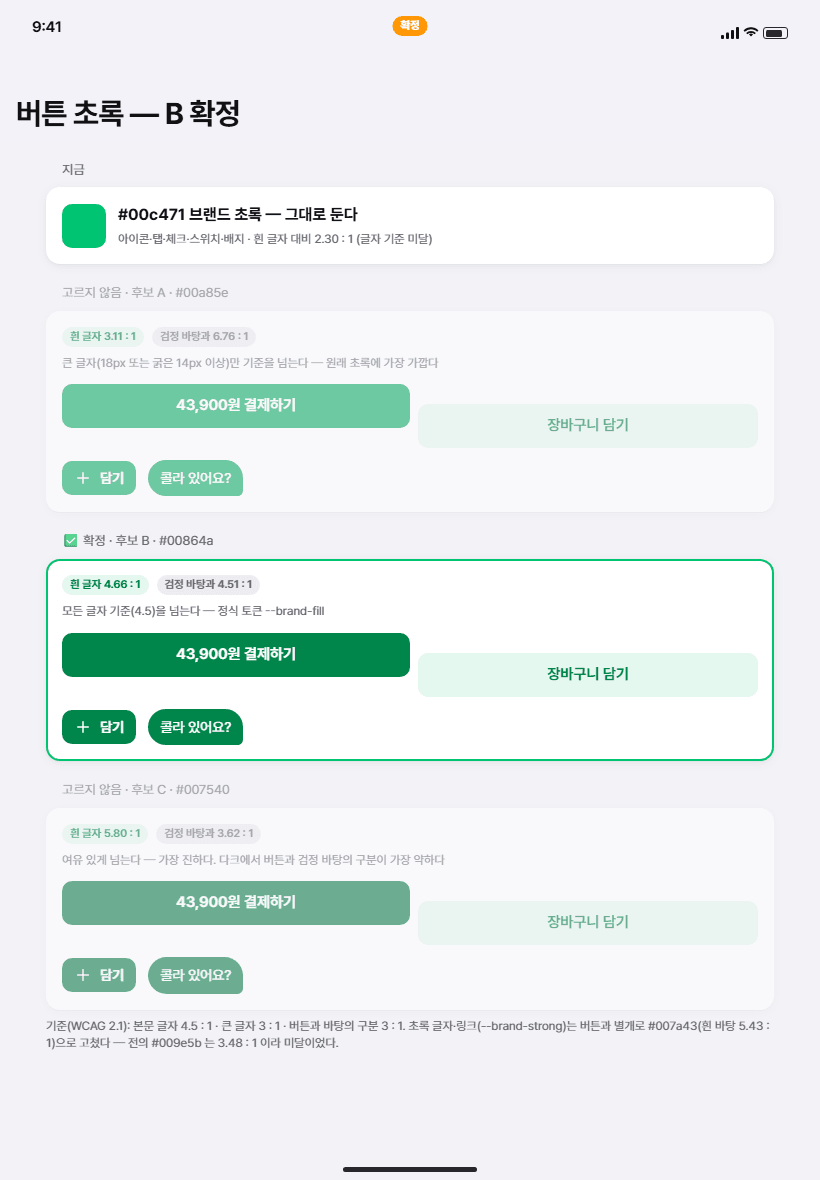 9:41
확정
버튼 초록 — B 확정
지금
#00c471 브랜드 초록 — 그대로 둔다
아이콘·탭·체크·스위치·배지 · 흰 글자 대비 2.30 : 1 (글자 기준 미달)
고르지 않음 · 후보 A · #00a85e
흰 글자 3.11 : 1
검정 바탕과 6.76 : 1
큰 글자(18px 또는 굵은 14px 이상)만 기준을 넘는다 — 원래 초록에 가장 가깝다
43,900원 결제하기
장바구니 담기
+ 담기
콜라 있어요?
✅ 확정 · 후보 B · #00864a
흰 글자 4.66 : 1
검정 바탕과 4.51 : 1
모든 글자 기준(4.5)을 넘는다 — 정식 토큰 --brand-fill
43,900원 결제하기
장바구니 담기
+ 담기
콜라 있어요?
고르지 않음 · 후보 C · #007540
흰 글자 5.80 : 1
검정 바탕과 3.62 : 1
여유 있게 넘는다 — 가장 진하다. 다크에서 버튼과 검정 바탕의 구분이 가장 약하다
43,900원 결제하기
장바구니 담기
+ 담기
콜라 있어요?
기준(WCAG 2.1): 본문 글자 4.5 : 1 · 큰 글자 3 : 1 · 버튼과 바탕의 구분 3 : 1. 초록 글자·링크(--brand-strong)는 버튼과 별개로 #007a43(흰 바탕 5.43 :
1)으로 고쳤다 — 전의 #009e5b 는 3.48 : 1 이라 미달이었다.